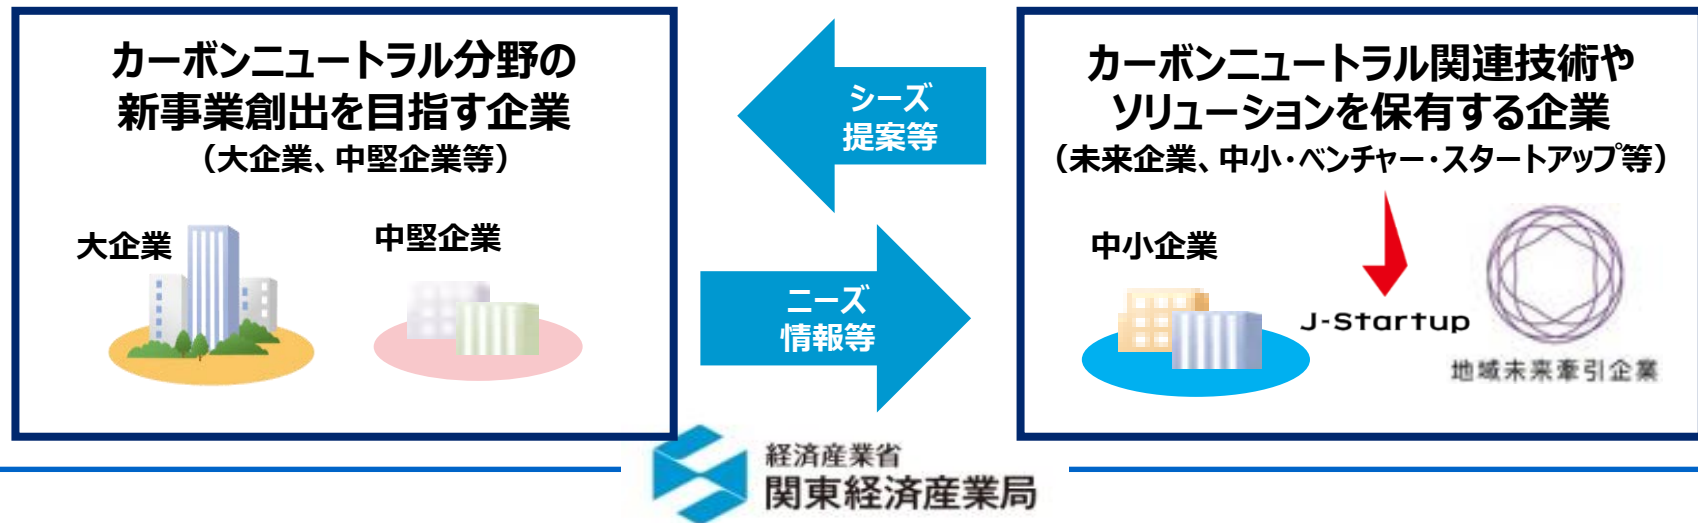 カーボンニュートラル分野の
新事業創出を目指す企業
（大企業、中堅企業等）
大企業
中堅企業
シーズ
提案等
ニーズ
情報等
カーボンニュートラル関連技術や
ソリューションを保有する企業
（未来企業、中小・ベンチャー・スタートアップ等）
中小企業
J-Startup
地域未来牽引企業
経済産業省
関東経済産業局